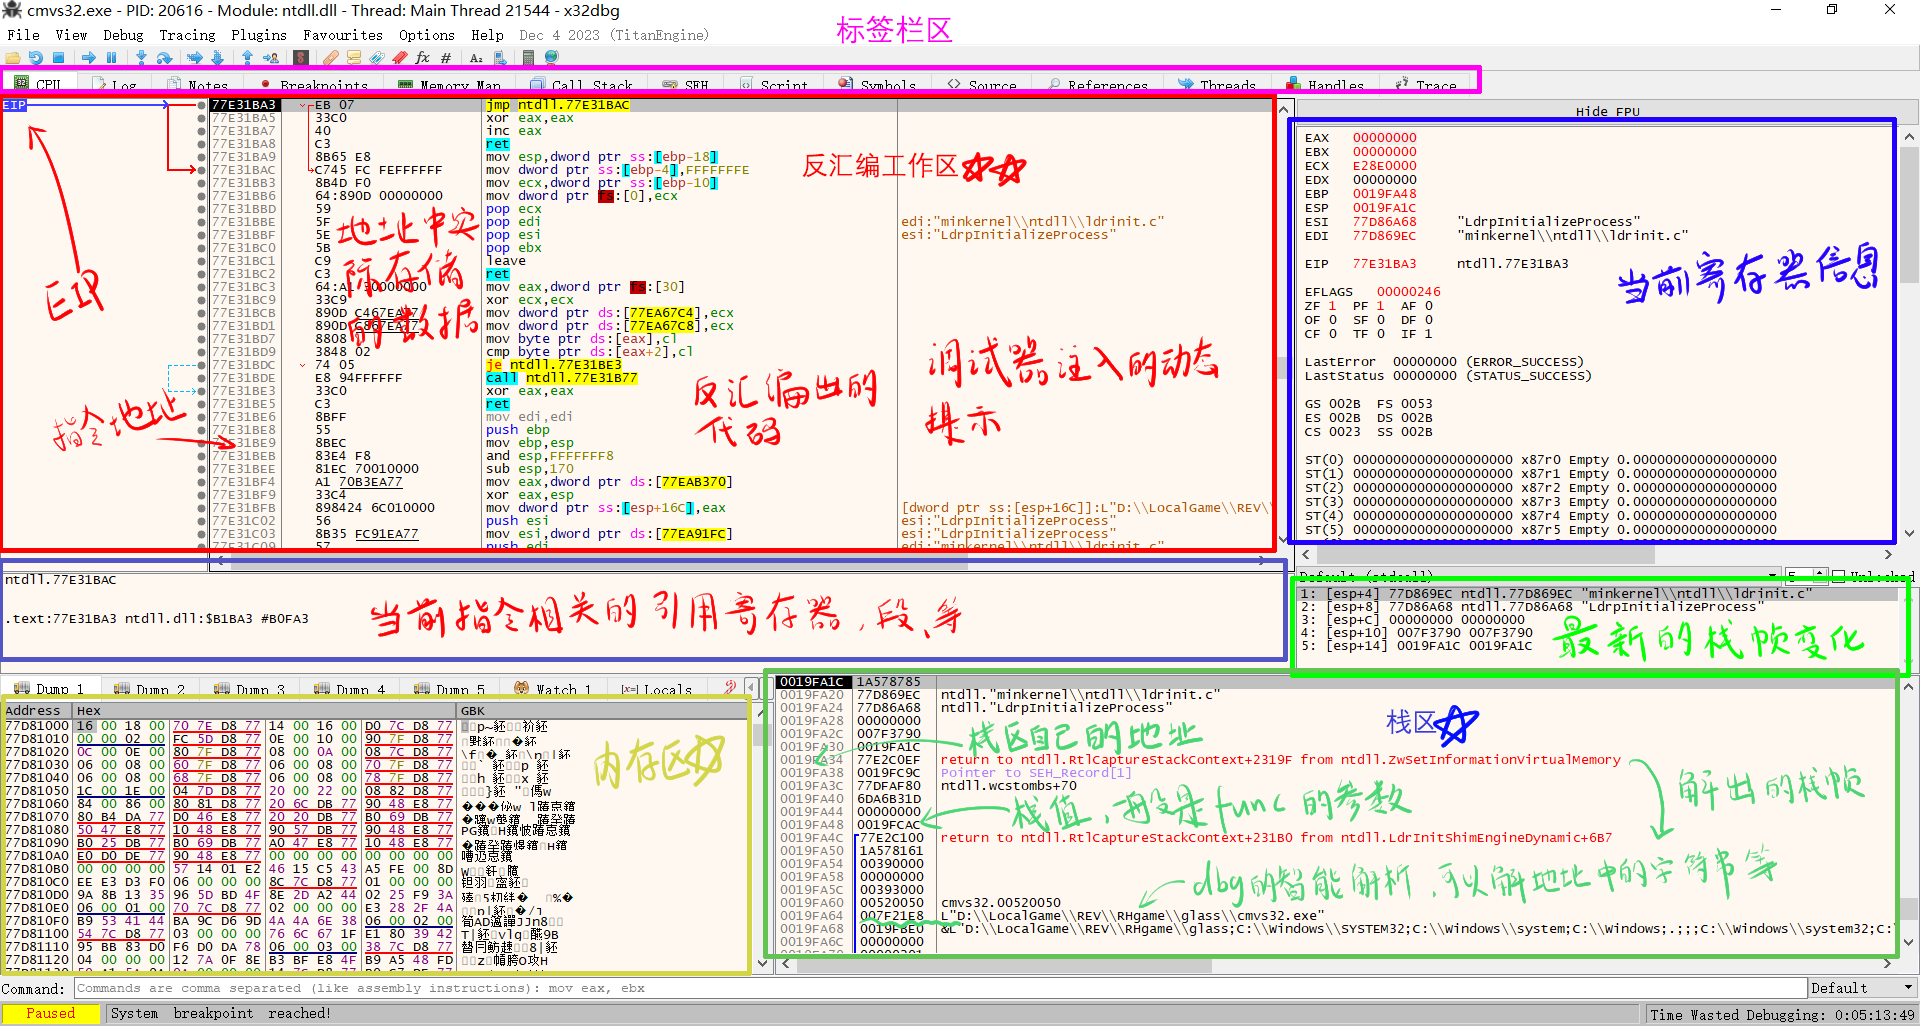 cmvs32.exe - PID: 20616 - Module: ntdll.dll - Thread: Main Thread 21544 - x32dbg
File View Debug Tracing Plugins Favourites Options Help Dec 4 2023 (TitanEngine)
标签栏区
CPU Log Notes Breakpoints Memory Map Call Stack SEH Script Symbols Source References Threads Handles Trace
EIP
77E31BA3 EB 07 jmp ntdll.77E31BAC
77E31BA5 33C0 xor eax,eax
77E31BA7 40 inc eax
77E31BA8 C3 ret
77E31BA9 8B65 E8 mov esp,dword ptr ss:[ebp-18]
77E31BAC C745 FC FEFFFFFF mov dword ptr ss:[ebp-4],FFFFFFFE
77E31BB3 8B4D F0 mov ecx,dword ptr ss:[ebp-10]
77E31BB6 64:890D 00000000 mov dword ptr fs:[0],ecx
77E31BBD 59 pop ecx
77E31BBE 5F pop edi edi:"minkernel\\ntdll\\ldrinit.c"
77E31BBF 5E pop esi esi:"LdrpInitializeProcess"
77E31BC0 5B pop ebx
77E31BC1 C9 leave
77E31BC2 C3 ret
77E31BC3 64:A1 30000000 mov eax,dword ptr fs:[30]
77E31BC9 33C9 xor ecx,ecx
77E31BCB 890D C467EA77 mov dword ptr ds:[77EA67C4],ecx
77E31BD1 890D C867EA77 mov dword ptr ds:[77EA67C8],ecx
77E31BD7 8808 mov byte ptr ds:[eax],cl
77E31BD9 3848 02 cmp byte ptr ds:[eax+2],cl
77E31BDC 74 05 je ntdll.77E31BE3
77E31BDE E8 94FFFFFF call ntdll.77E31B77
77E31BE3 33C0 xor eax,eax
77E31BE5 C3 ret
77E31BE6 8BFF mov edi,edi
77E31BE8 55 push ebp
77E31BE9 8BEC mov ebp,esp
77E31BEB 83E4 F8 and esp,FFFFFFF8
77E31BEE 81EC 70010000 sub esp,170
77E31BF4 A1 70B3EA77 mov eax,dword ptr ds:[77EAB370]
77E31BF9 33C4 xor eax,esp
77E31BFB 898424 6C010000 mov dword ptr ss:[esp+16C],eax [dword ptr ss:[esp+16C]]:L"D:\\LocalGame\\REV\\
77E31C02 56 push esi esi:"LdrpInitializeProcess"
77E31C03 8B35 FC91EA77 mov esi,dword ptr ds:[77EA91FC] esi:"LdrpInitializeProcess"
77E31C09 57 push edi edi:"minkernel\\ntdll\\ldrinit.c"
反汇编工作区
EIP
地址中实
际存储
的数据
指令地址
反汇编出的
代码
调试器注入的动态
提示
Hide FPU
EAX 00000000
EBX 00000000
ECX E28E0000
EDX 00000000
EBP 0019FA48
ESP 0019FA1C
ESI 77D86A68 "LdrpInitializeProcess"
EDI 77D869EC "minkernel\\ntdll\\ldrinit.c"
EIP 77E31BA3 ntdll.77E31BA3
当前寄存器信息
EFLAGS 00000246
ZF 1 PF 1 AF 0
OF 0 SF 0 DF 0
CF 0 TF 0 IF 1
LastError 00000000 (ERROR_SUCCESS)
LastStatus 00000000 (STATUS_SUCCESS)
GS 002B FS 0053
ES 002B DS 002B
CS 0023 SS 002B
ST(0) 00000000000000000000 x87r0 Empty 0.000000000000000000
ST(1) 00000000000000000000 x87r1 Empty 0.000000000000000000
ST(2) 00000000000000000000 x87r2 Empty 0.000000000000000000
ST(3) 00000000000000000000 x87r3 Empty 0.000000000000000000
ST(4) 00000000000000000000 x87r4 Empty 0.000000000000000000
ST(5) 00000000000000000000 x87r5 Empty 0.000000000000000000
ntdll.77E31BAC
.text:77E31BA3 ntdll.dll:$B1BA3 #B0FA3
当前指令相关的引用寄存器,段、等
Default (stdcall) 5 Unlocked
1: [esp+4] 77D869EC ntdll.77D869EC "minkernel\\ntdll\\ldrinit.c"
2: [esp+8] 77D86A68 ntdll.77D86A68 "LdrpInitializeProcess"
3: [esp+C] 00000000 00000000
4: [esp+10] 007F3790 007F3790
5: [esp+14] 0019FA1C 0019FA1C
最新的栈帧变化
Dump 1 Dump 2 Dump 3 Dump 4 Dump 5 Watch 1 Locals
Address Hex GBK
77D81000 16 00 18 00 70 7E D8 77 14 00 16 00 D0 7C D8 77
77D81010 00 00 02 00 FC 5D D8 77 0E 00 10 00 90 7F D8 77
77D81020 0C 00 0E 00 80 7F D8 77 08 00 0A 00 08 7C D8 77
77D81030 06 00 08 00 60 7F D8 77 06 00 08 00 70 7F D8 77
77D81040 06 00 08 00 68 7F D8 77 06 00 08 00 78 7F D8 77
77D81050 1C 00 1E 00 04 7D D8 77 20 00 22 00 08 82 D8 77
77D81060 84 00 86 00 80 81 D8 77 20 6C DB 77 90 48 E8 77
77D81070 80 B4 DA 77 D0 46 E8 77 20 20 DB 77 B0 69 DB 77
77D81080 50 47 E8 77 10 48 E8 77 90 57 DB 77 90 48 E8 77
77D81090 B0 25 DB 77 B0 69 DB 77 A0 47 E8 77 10 48 E8 77
77D810A0 E0 D0 DE 77 90 48 E8 77 00 00 00 00 00 00 00 00
77D810B0 00 00 00 00 57 14 01 E2 46 15 C5 43 A5 FE 00 8D
77D810C0 EE E3 D3 F0 06 00 00 00 8C 7C D8 77 01 00 00 00
77D810D0 9A 8B 13 35 96 5D BD 4F 8E 2D A2 44 02 25 F9 3A
77D810E0 06 00 01 00 70 7C D8 77 02 00 00 00 E3 28 2F 4A
77D810F0 B9 53 41 44 BA 9C D6 9D 4A 4A 6E 38 06 00 02 00
77D81100 54 7C D8 77 03 00 00 00 76 6C 67 1F E1 80 39 42
77D81110 95 BB 83 D0 F6 D0 DA 78 06 00 03 00 38 7C D8 77
77D81120 04 00 00 00 12 7A 0F 8E B3 BF E8 4F B9 A5 48 FD
内存区
0019FA1C 1A578785
0019FA20 77D869EC ntdll."minkernel\\ntdll\\ldrinit.c"
0019FA24 77D86A68 ntdll."LdrpInitializeProcess"
0019FA28 00000000
0019FA2C 007F3790
0019FA30 0019FA1C
0019FA34 77E2C0EF return to ntdll.RtlCaptureStackContext+2319F from ntdll.ZwSetInformationVirtualMemory
0019FA38 0019FC9C Pointer to SEH_Record[1]
0019FA3C 77DFAF80 ntdll.wcstombs+70
0019FA40 6DA6B31D
0019FA44 00000000
0019FA48 0019FCAC
0019FA4C 77E2C100 return to ntdll.RtlCaptureStackContext+231B0 from ntdll.LdrInitShimEngineDynamic+6B7
0019FA50 1A578161
0019FA54 00390000
0019FA58 00000000
0019FA5C 00393000
0019FA60 00520050 cmvs32.00520050
0019FA64 007F21E8 L"D:\\LocalGame\\REV\\RHgame\\glass\\cmvs32.exe"
0019FA68 0019F8E0 &L"D:\\LocalGame\\REV\\RHgame\\glass;C:\\Windows\\SYSTEM32;C:\\Windows\\system;C:\\Windows;.;;;C:\\Windows\\system32;C:
0019FA6C 00000000
栈区
栈区自己的地址
栈值,再没是func的参数
解出的栈帧
dbg的智能解析,可以解地址中的字符串等
Command: Commands are comma separated (like assembly instructions): mov eax, ebx Default
Paused System breakpoint reached! Time Wasted Debugging: 0:05:13:49